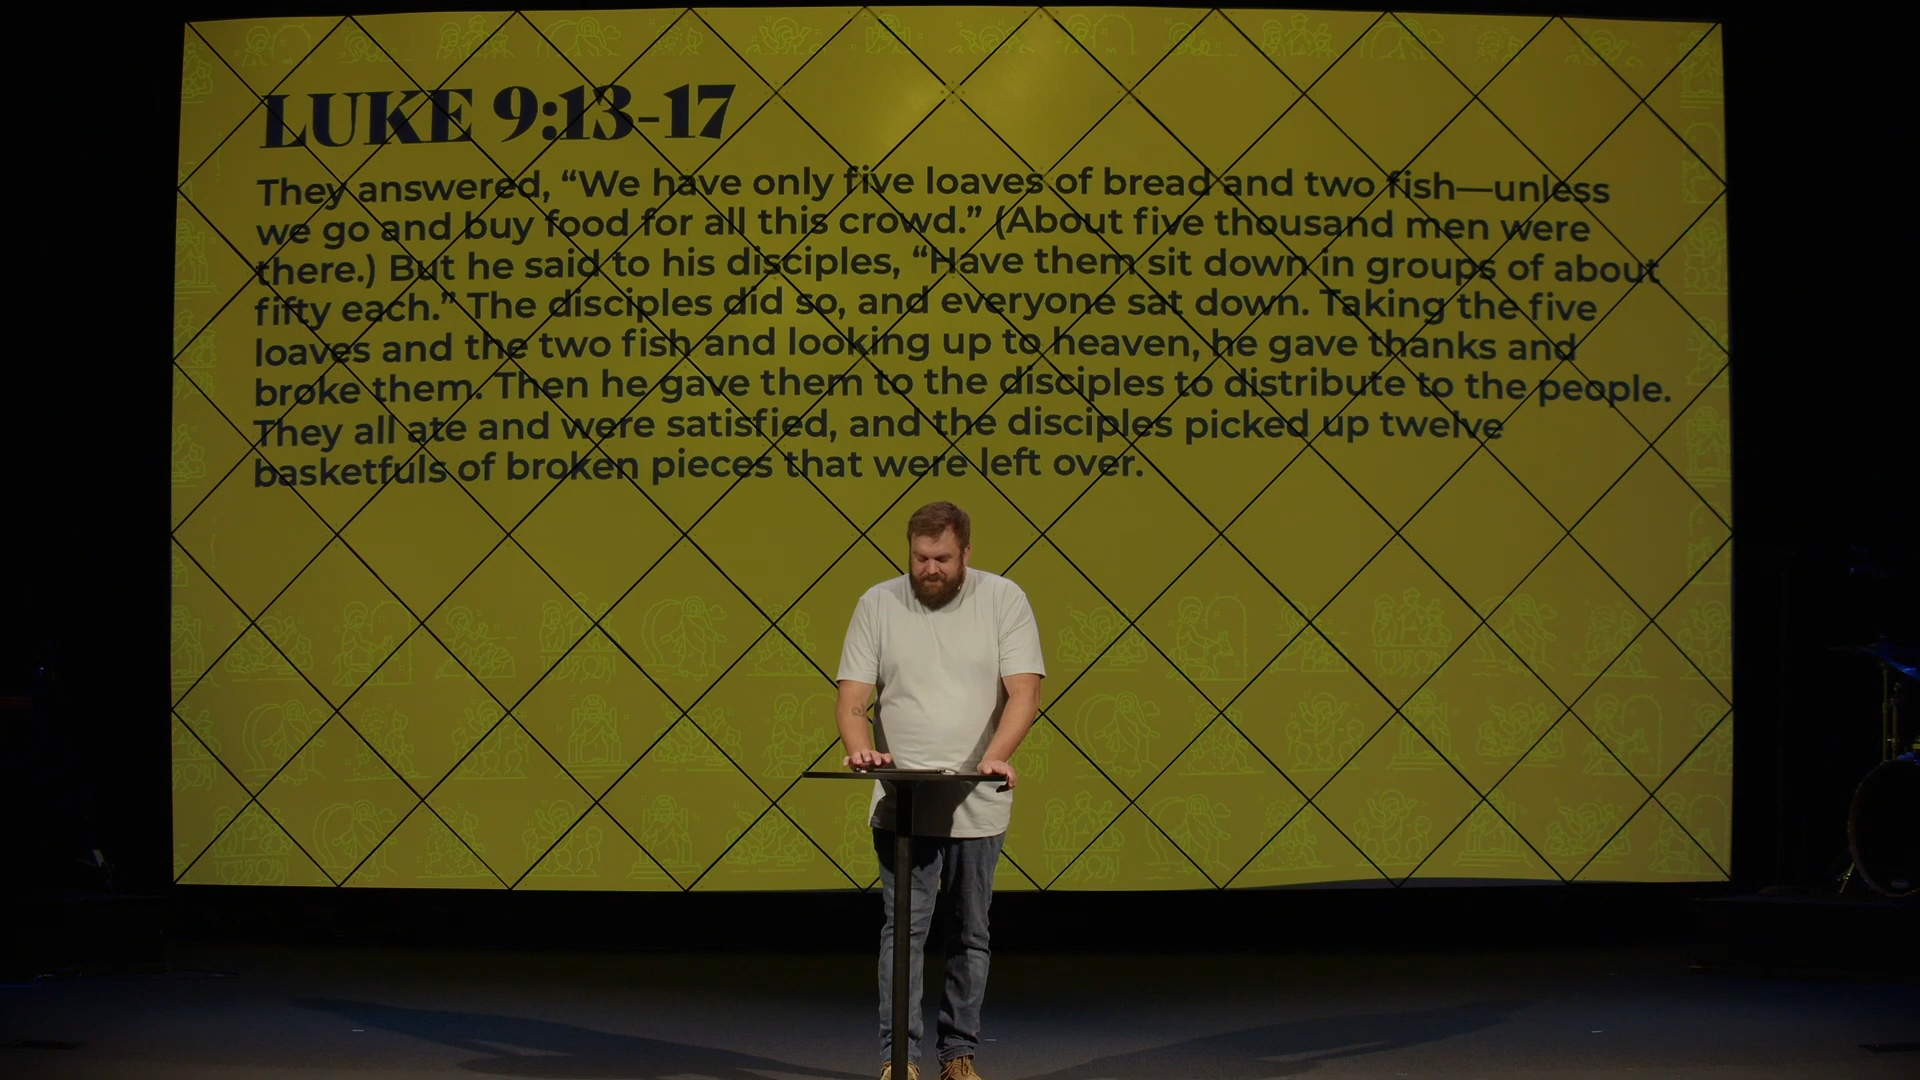 LUKE 9:13-17
They answered, “We have only five loaves of bread and two fish—unless
we go and buy food for all this crowd.” (About five thousand men were
there.) But he said to his disciples, “Have them sit down in groups of about
fifty each.” The disciples did so, and everyone sat down. Taking the five
loaves and the two fish and looking up to heaven, he gave thanks and
broke them. Then he gave them to the disciples to distribute to the people.
They all ate and were satisfied, and the disciples picked up twelve
basketfuls of broken pieces that were left over.